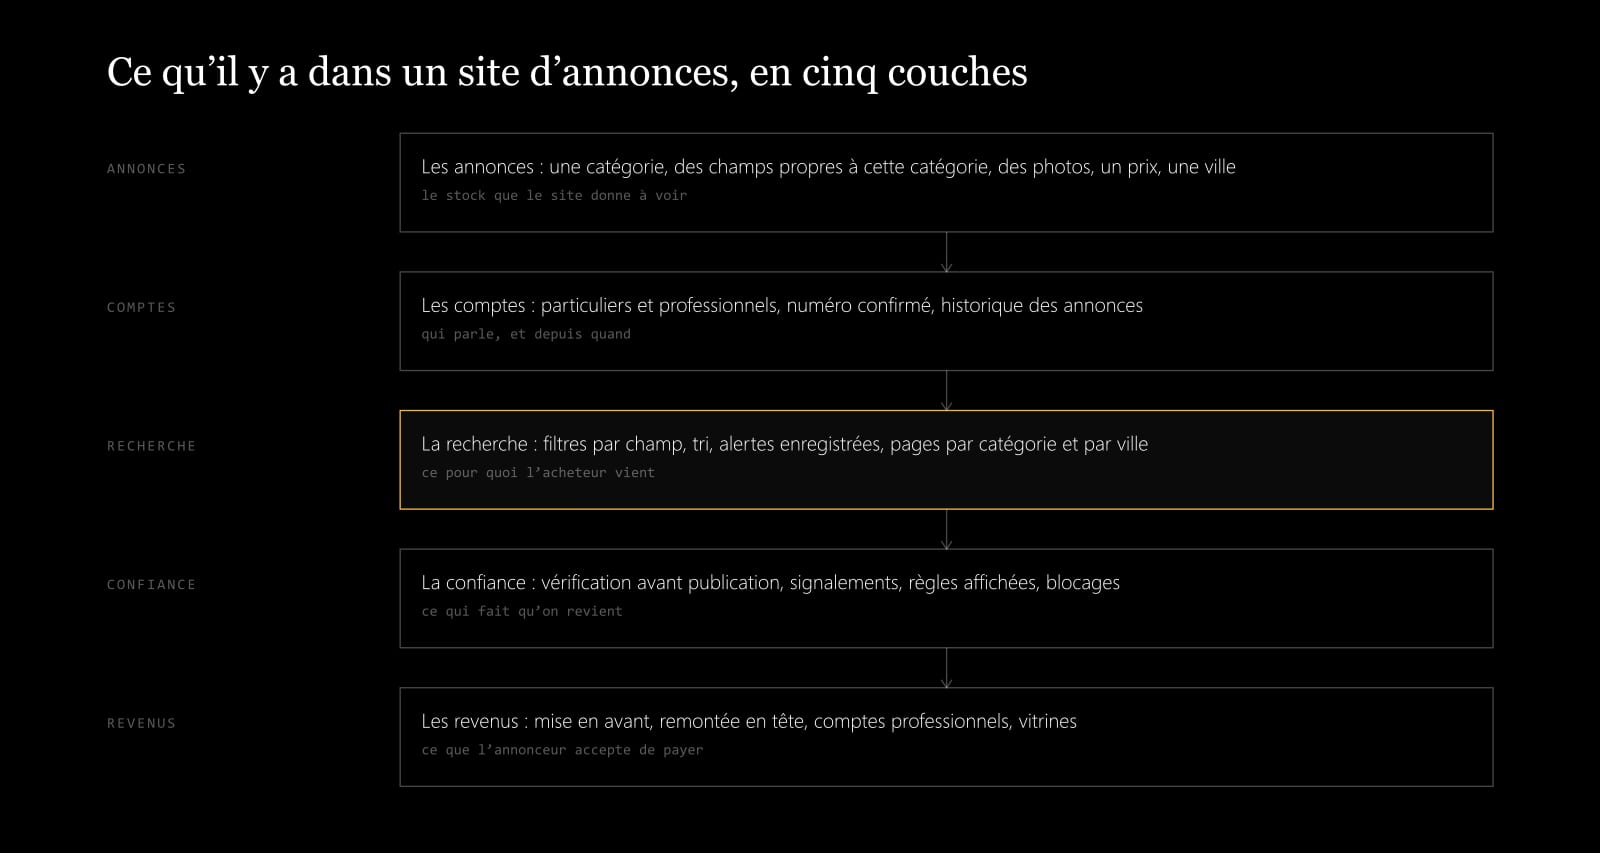 Ce qu’il y a dans un site d’annonces, en cinq couches
ANNONCES
Les annonces : une catégorie, des champs propres à cette catégorie, des photos, un prix, une ville
le stock que le site donne à voir
COMPTES
Les comptes : particuliers et professionnels, numéro confirmé, historique des annonces
qui parle, et depuis quand
RECHERCHE
La recherche : filtres par champ, tri, alertes enregistrées, pages par catégorie et par ville
ce pour quoi l’acheteur vient
CONFIANCE
La confiance : vérification avant publication, signalements, règles affichées, blocages
ce qui fait qu’on revient
REVENUS
Les revenus : mise en avant, remontée en tête, comptes professionnels, vitrines
ce que l’annonceur accepte de payer